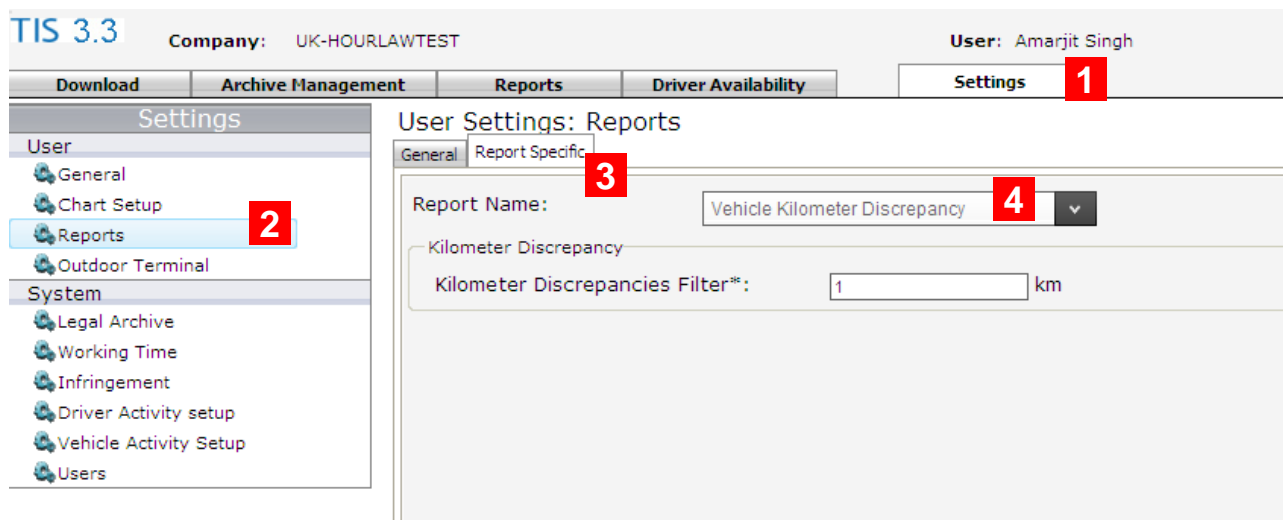 TIS 3.3 Company: UK-HOURLAWTEST User: Amarjit Singh
Download Archive Management Reports Driver Availability Settings 1
Settings
User
General
Chart Setup
Reports 2
Outdoor Terminal
System
Legal Archive
Working Time
Infringement
Driver Activity setup
Vehicle Activity Setup
Users
User Settings: Reports
General Report Specific 3
Report Name: Vehicle Kilometer Discrepancy 4
Kilometer Discrepancy
Kilometer Discrepancies Filter*: 1 km